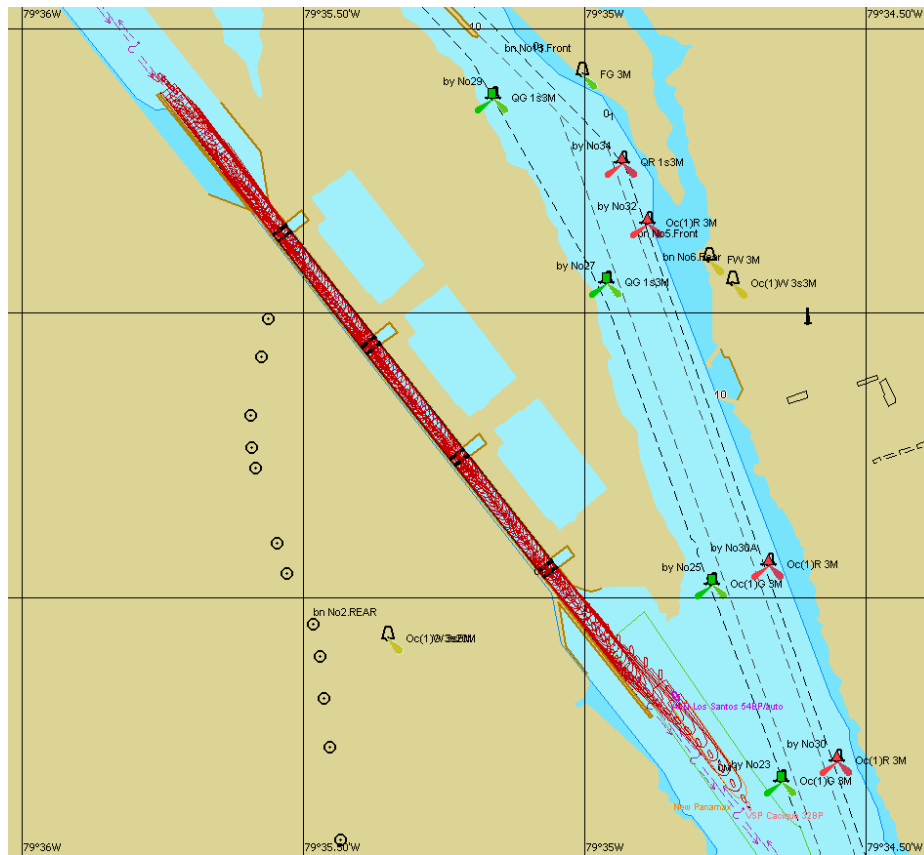 79°36'W
79°35.50'W
79°35'W
79°34.50'W
10
bn No13.Front
FG 3M
by No29
QG 1s3M
0₁
by No34
QR 1s3M
by No32
Oc(1)R 3M
bn No5.Front
bn No6.Rear
FW 3M
by No27
QG 1s3M
Oc(1)W 3s3M
10
by No30A
Oc(1)R 3M
by No25
Oc(1)G 3M
bn No2.REAR
Los Santos 54BP/auto
by No30
Oc(1)R 3M
by No23
Oc(1)G 3M
New Panamax
VSP Cacique 32BP
79°36'W
79°35.50'W
79°35'W
79°34.50'W